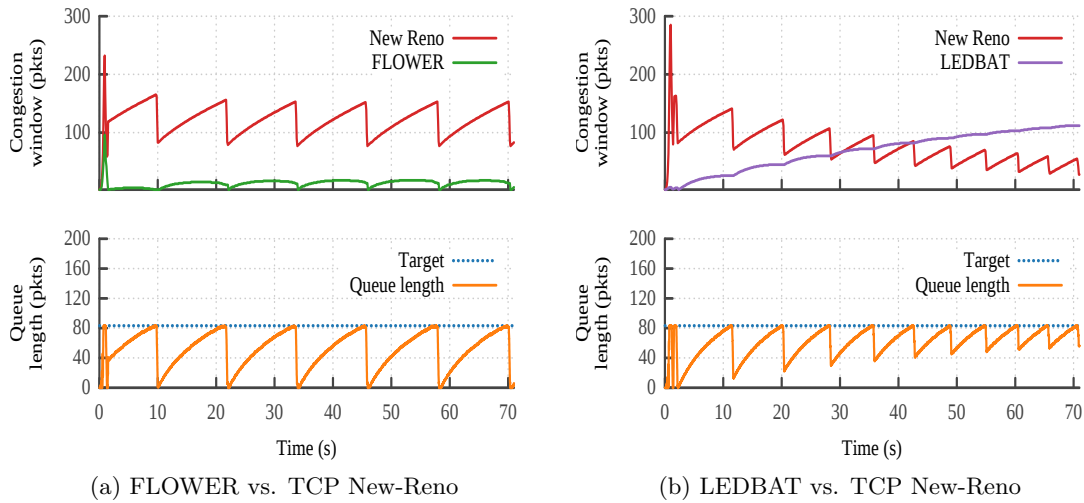 Congestion
window (pkts)
300
200
100
New Reno
FLOWER
Queue
length (pkts)
200
160
120
80
40
0
Target
Queue length
0 10 20 30 40 50 60 70
Time (s)
(a) FLOWER vs. TCP New-Reno
Congestion
window (pkts)
300
200
100
New Reno
LEDBAT
Queue
length (pkts)
200
160
120
80
40
0
Target
Queue length
0 10 20 30 40 50 60 70
Time (s)
(b) LEDBAT vs. TCP New-Reno